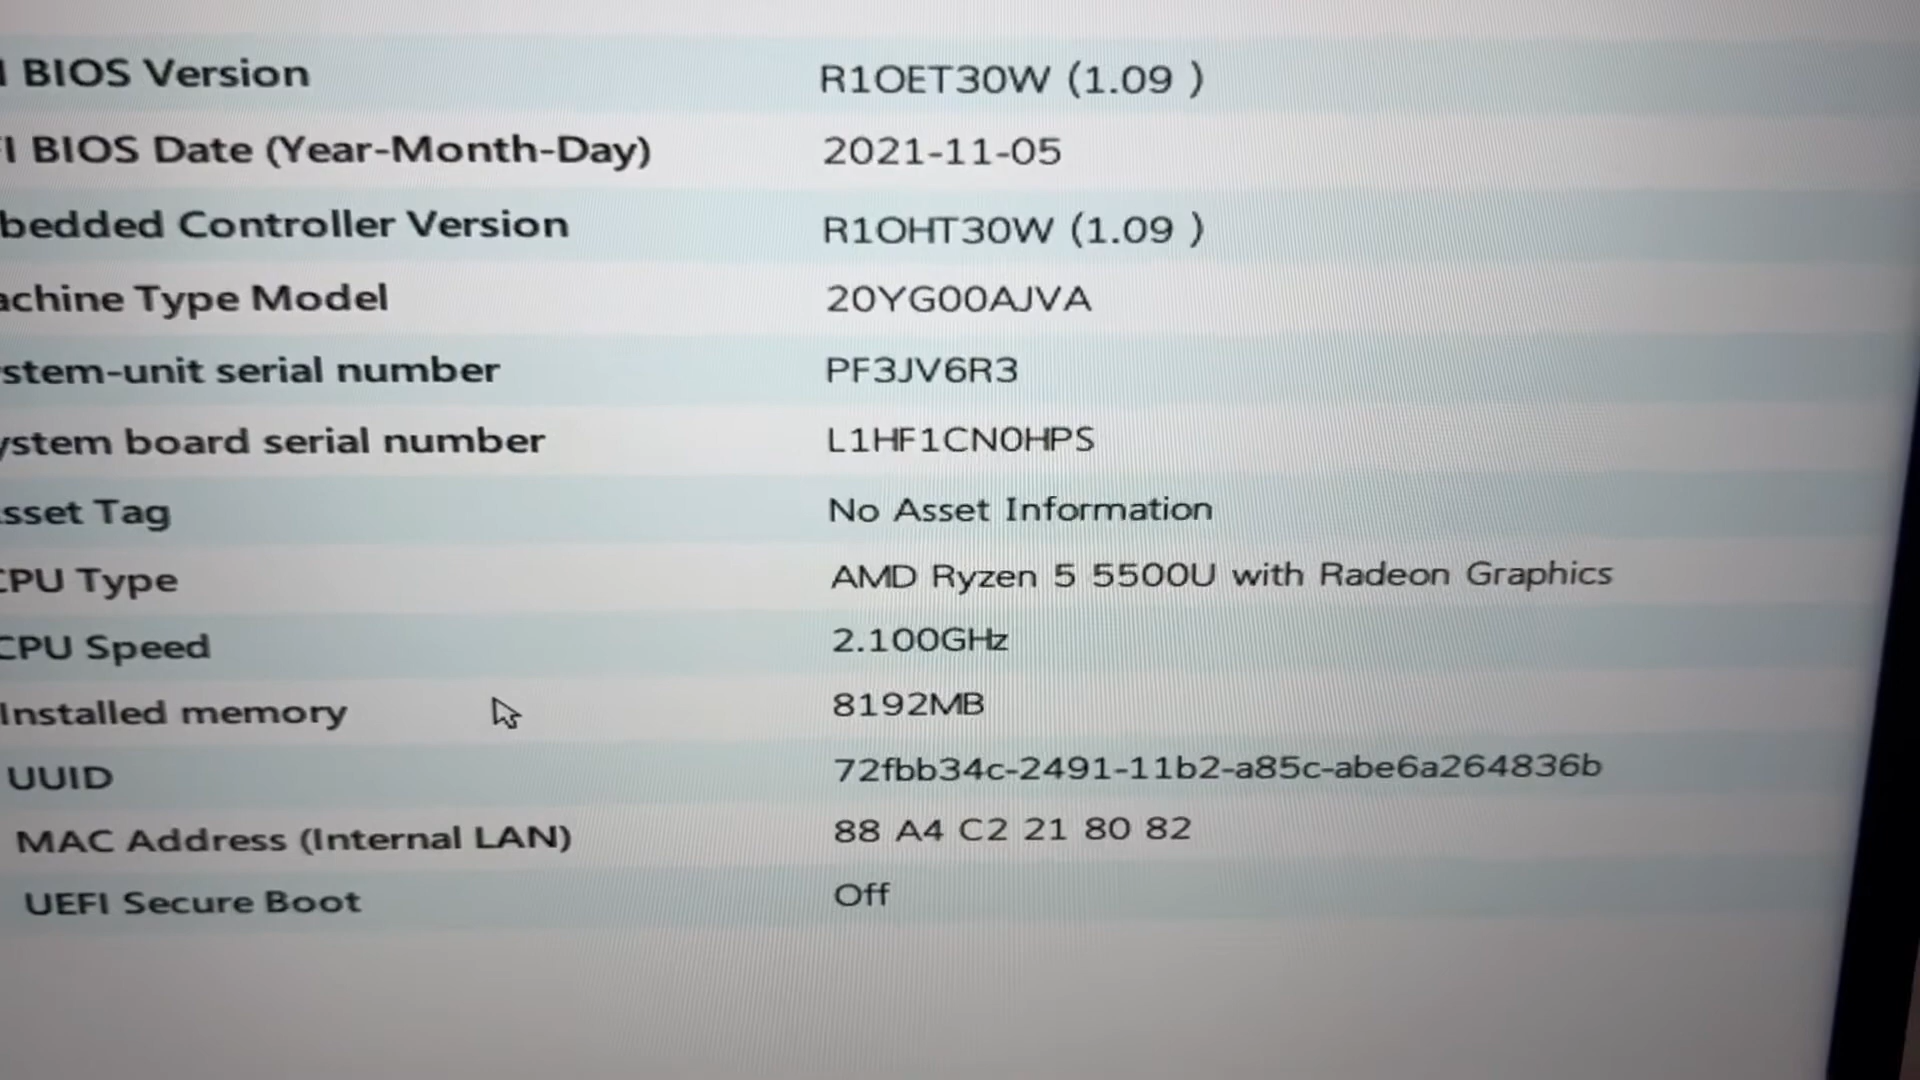 BIOS Version R1OET30W (1.09 )
BIOS Date (Year-Month-Day) 2021-11-05
bedded Controller Version R1OHT30W (1.09 )
achine Type Model 20YG00AJVA
stem-unit serial number PF3JV6R3
ystem board serial number L1HF1CN0HPS
sset Tag No Asset Information
CPU Type AMD Ryzen 5 5500U with Radeon Graphics
CPU Speed 2.100GHz
Installed memory 8192MB
UUID 72fbb34c-2491-11b2-a85c-abe6a264836b
MAC Address (Internal LAN) 88 A4 C2 21 80 82
UEFI Secure Boot Off